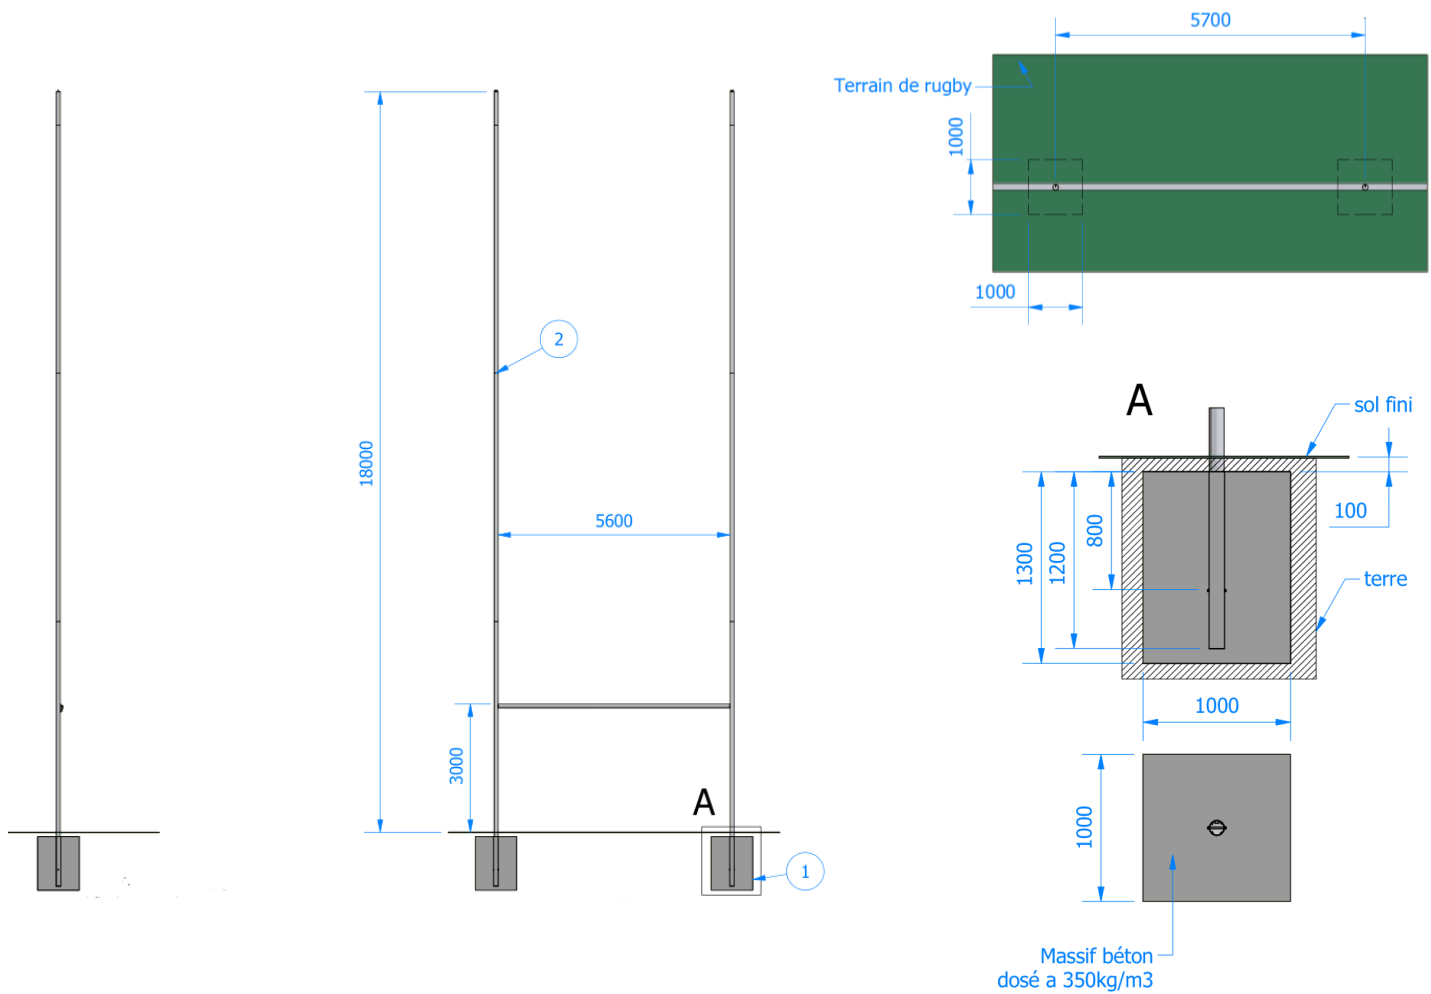 5700
Terrain de rugby
1000
1000
2
18000
5600
3000
A
1
A
sol fini
100
800
1200
1300
terre
1000
1000
Massif béton
dosé a 350kg/m3